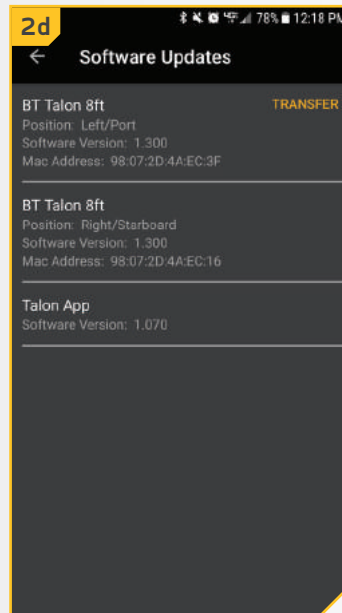 2d
78% 12:18 PM
Software Updates
BT Talon 8ft TRANSFER
Position: Left/Port
Software Version: 1.300
Mac Address: 98:07:2D:4A:EC:3F
BT Talon 8ft
Position: Right/Starboard
Software Version: 1.300
Mac Address: 98:07:2D:4A:EC:16
Talon App
Software Version: 1.070